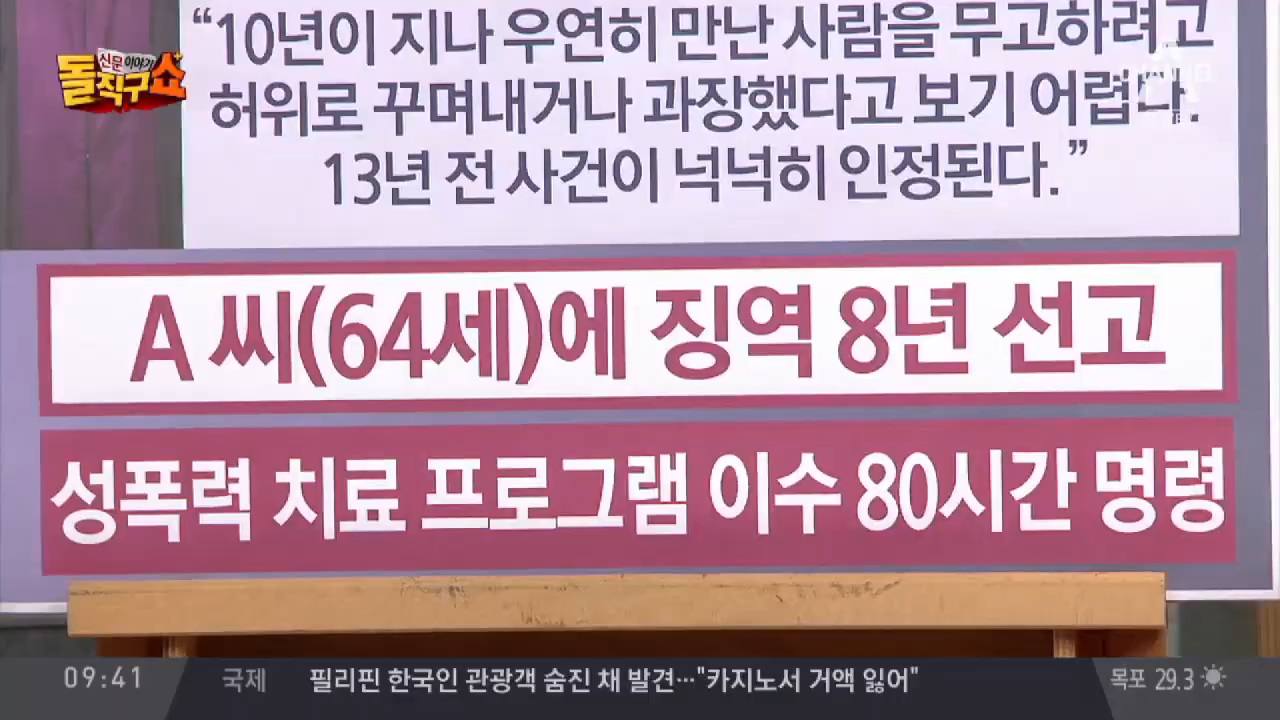 “10년이 지나 우연히 만난 사람을 무고하려고
허위로 꾸며내거나 과장했다고 보기 어렵다.
13년 전 사건이 넉넉히 인정된다.”
신문이야기
돌직구쇼
CHANNEL A
A 씨(64세)에 징역 8년 선고
성폭력 치료 프로그램 이수 80시간 명령
09:41 국제 필리핀 한국인 관광객 숨진 채 발견…"카지노서 거액 잃어" 목포 29.3